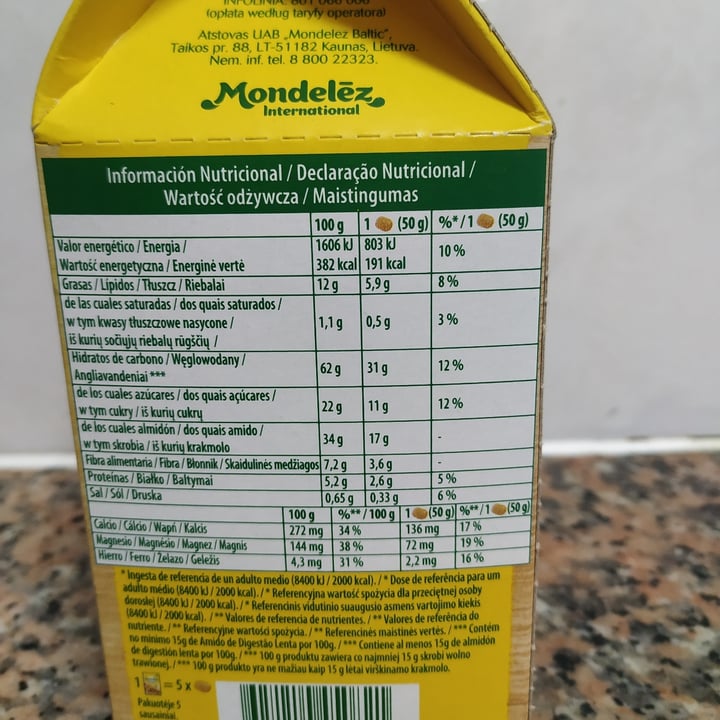 INFOLINIA: 801 066 006
(opłata według taryfy operatora)
Atstovas UAB „Mondelez Baltic",
Taikos pr. 88, LT-51182 Kaunas, Lietuva.
Nem. inf. tel. 8 800 22323.
Mondelēz
International
Información Nutricional / Declaração Nutricional /
Wartość odżywcza / Maistingumas
100 g 1 (50 g) %*/1 (50 g)
Valor energético / Energia / 1606 kJ 803 kJ 10 %
Wartość energetyczna / Energinė vertė 382 kcal 191 kcal
Grasas / Lípidos / Tłuszcz / Riebalai 12 g 5,9 g 8 %
de las cuales saturadas / dos quais saturados /
w tym kwasy tłuszczowe nasycone / 1,1 g 0,5 g 3 %
iš kurių sočiųjų riebalų rūgščių /
Hidratos de carbono / Węglowodany / 62 g 31 g 12 %
Angliavandeniai ***
de los cuales azúcares / dos quais açúcares / 22 g 11 g 12 %
w tym cukry / iš kurių cukrų
de los cuales almidón / dos quais amido / 34 g 17 g -
w tym skrobia / iš kurių krakmolo
Fibra alimentaria / Fibra / Błonnik / Skaidulinės medžiagos 7,2 g 3,6 g -
Proteínas / Białko / Baltymai 5,2 g 2,6 g 5 %
Sal / Sól / Druska 0,65 g 0,33 g 6 %
100 g %**/ 100 g 1 (50 g) %**/1 (50 g)
Calcio / Cálcio / Wapń / Kalcis 272 mg 34 % 136 mg 17 %
Magnesio / Magnésio / Magnez / Magnis 144 mg 38 % 72 mg 19 %
Hierro / Ferro / Żelazo / Geležis 4,3 mg 31 % 2,2 mg 16 %
* Ingesta de referencia de un adulto medio (8400 kJ / 2000 kcal). / * Dose de referência para um
adulto médio (8400 kJ / 2000 kcal). / * Referencyjna wartość spożycia dla przeciętnej osoby
dorosłej (8400 kJ / 2000 kcal). / * Referencinis vidutinio suaugusio asmens vartojimo kiekis
(8400 kJ / 2000 kcal). / ** Valores de referencia de nutrientes. / ** Valores de referência do
nutriente. / ** Referencyjne wartości spożycia. / ** Referencinės maistinės vertės. / *** Contém
no mínimo 15g de Amido de Digestão Lenta por 100g. / *** Contiene al menos 15g de almidón
de digestión lenta por 100g. / *** 100 g produktu zawiera co najmniej 15 g skrobi wolno
trawionej. / *** 100 g produkto yra ne mažiau kaip 15 g lėtai virškinamo krakmolo.
1 = 5 x
Pakuotėje 5
sausainiai.